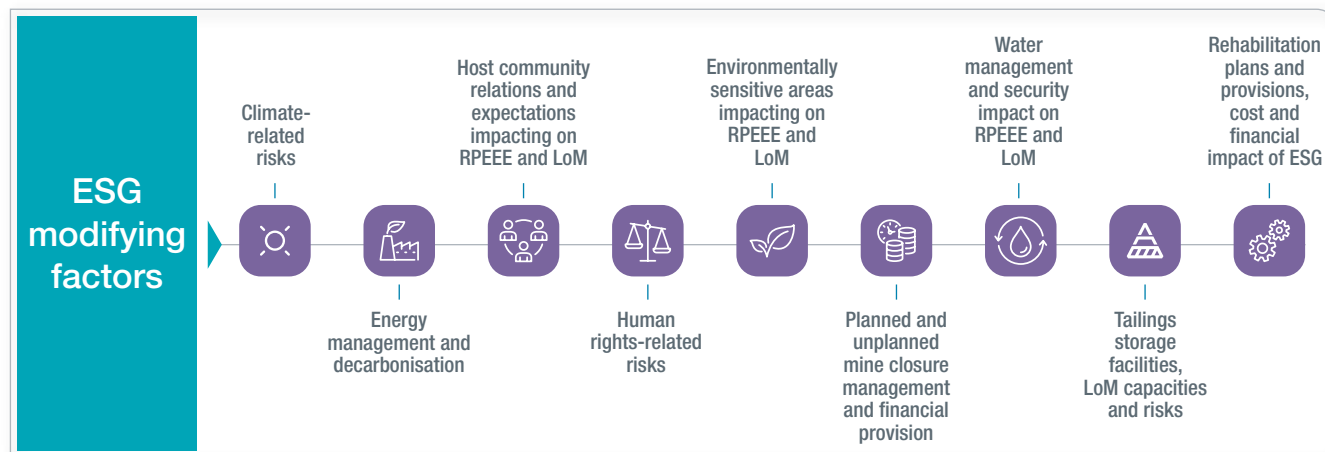 ESG
modifying
factors
Climate-
related
risks
Energy
management and
decarbonisation
Host community
relations and
expectations
impacting on
RPEEE and LoM
Human
rights-related
risks
Environmentally
sensitive areas
impacting on
RPEEE and
LoM
Planned and
unplanned
mine closure
management
and financial
provision
Water
management
and security
impact on
RPEEE and
LoM
Tailings
storage
facilities,
LoM capacities
and risks
Rehabilitation
plans and
provisions,
cost and
financial
impact of ESG